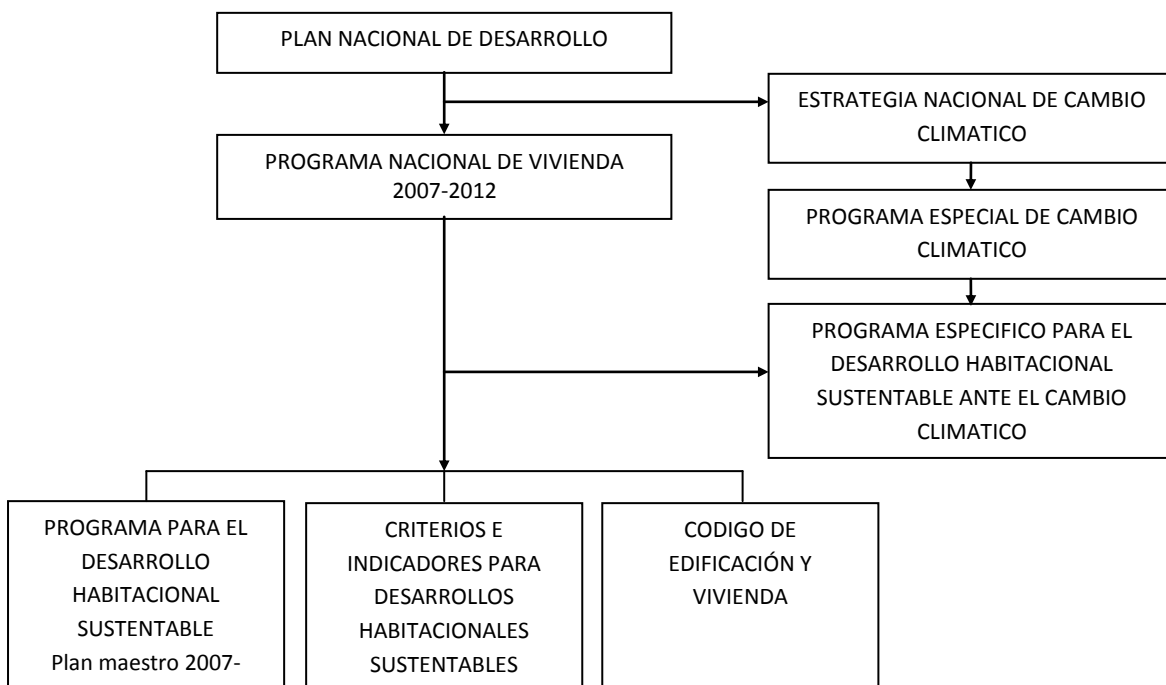 PLAN NACIONAL DE DESARROLLO
ESTRATEGIA NACIONAL DE CAMBIO
CLIMATICO
PROGRAMA NACIONAL DE VIVIENDA
2007-2012
PROGRAMA ESPECIAL DE CAMBIO
CLIMATICO
PROGRAMA ESPECIFICO PARA EL
DESARROLLO HABITACIONAL
SUSTENTABLE ANTE EL CAMBIO
CLIMATICO
PROGRAMA PARA EL
DESARROLLO
HABITACIONAL
SUSTENTABLE
Plan maestro 2007-
CRITERIOS E
INDICADORES PARA
DESARROLLOS
HABITACIONALES
SUSTENTABLES
CODIGO DE
EDIFICACIÓN Y
VIVIENDA